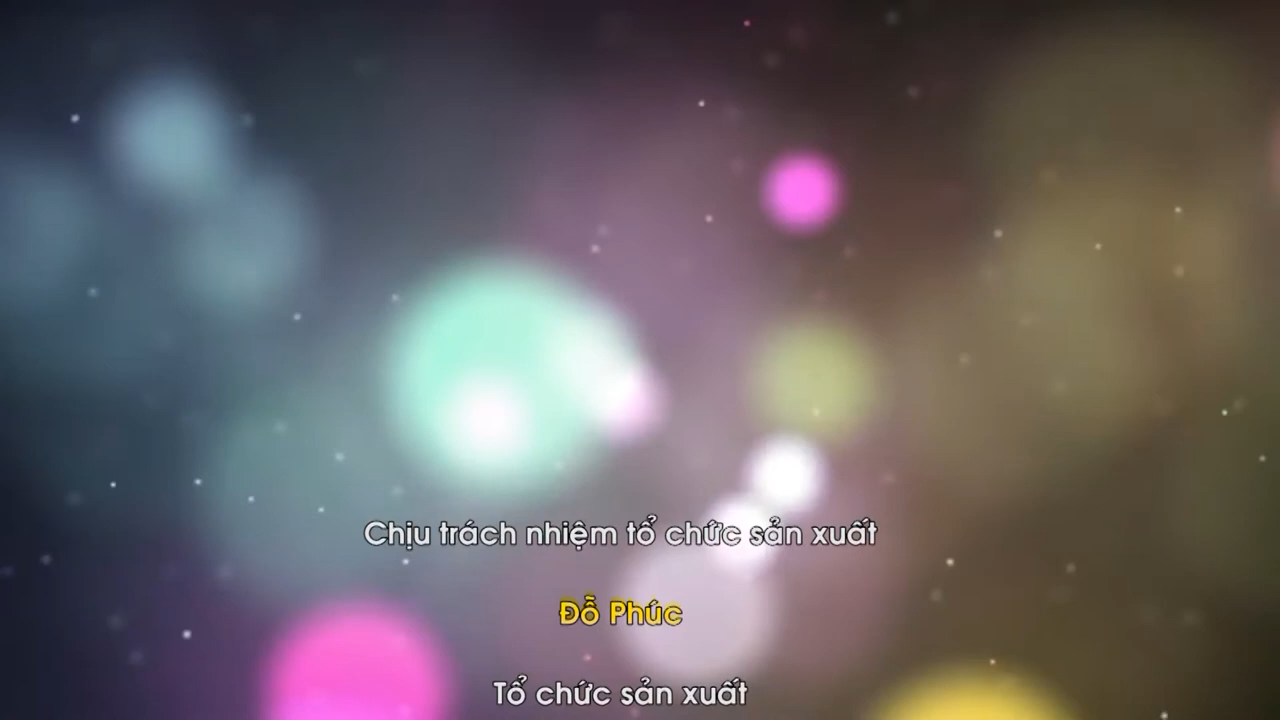 Chịu trách nhiệm tổ chức sản xuất
Đỗ Phúc
Tổ chức sản xuất